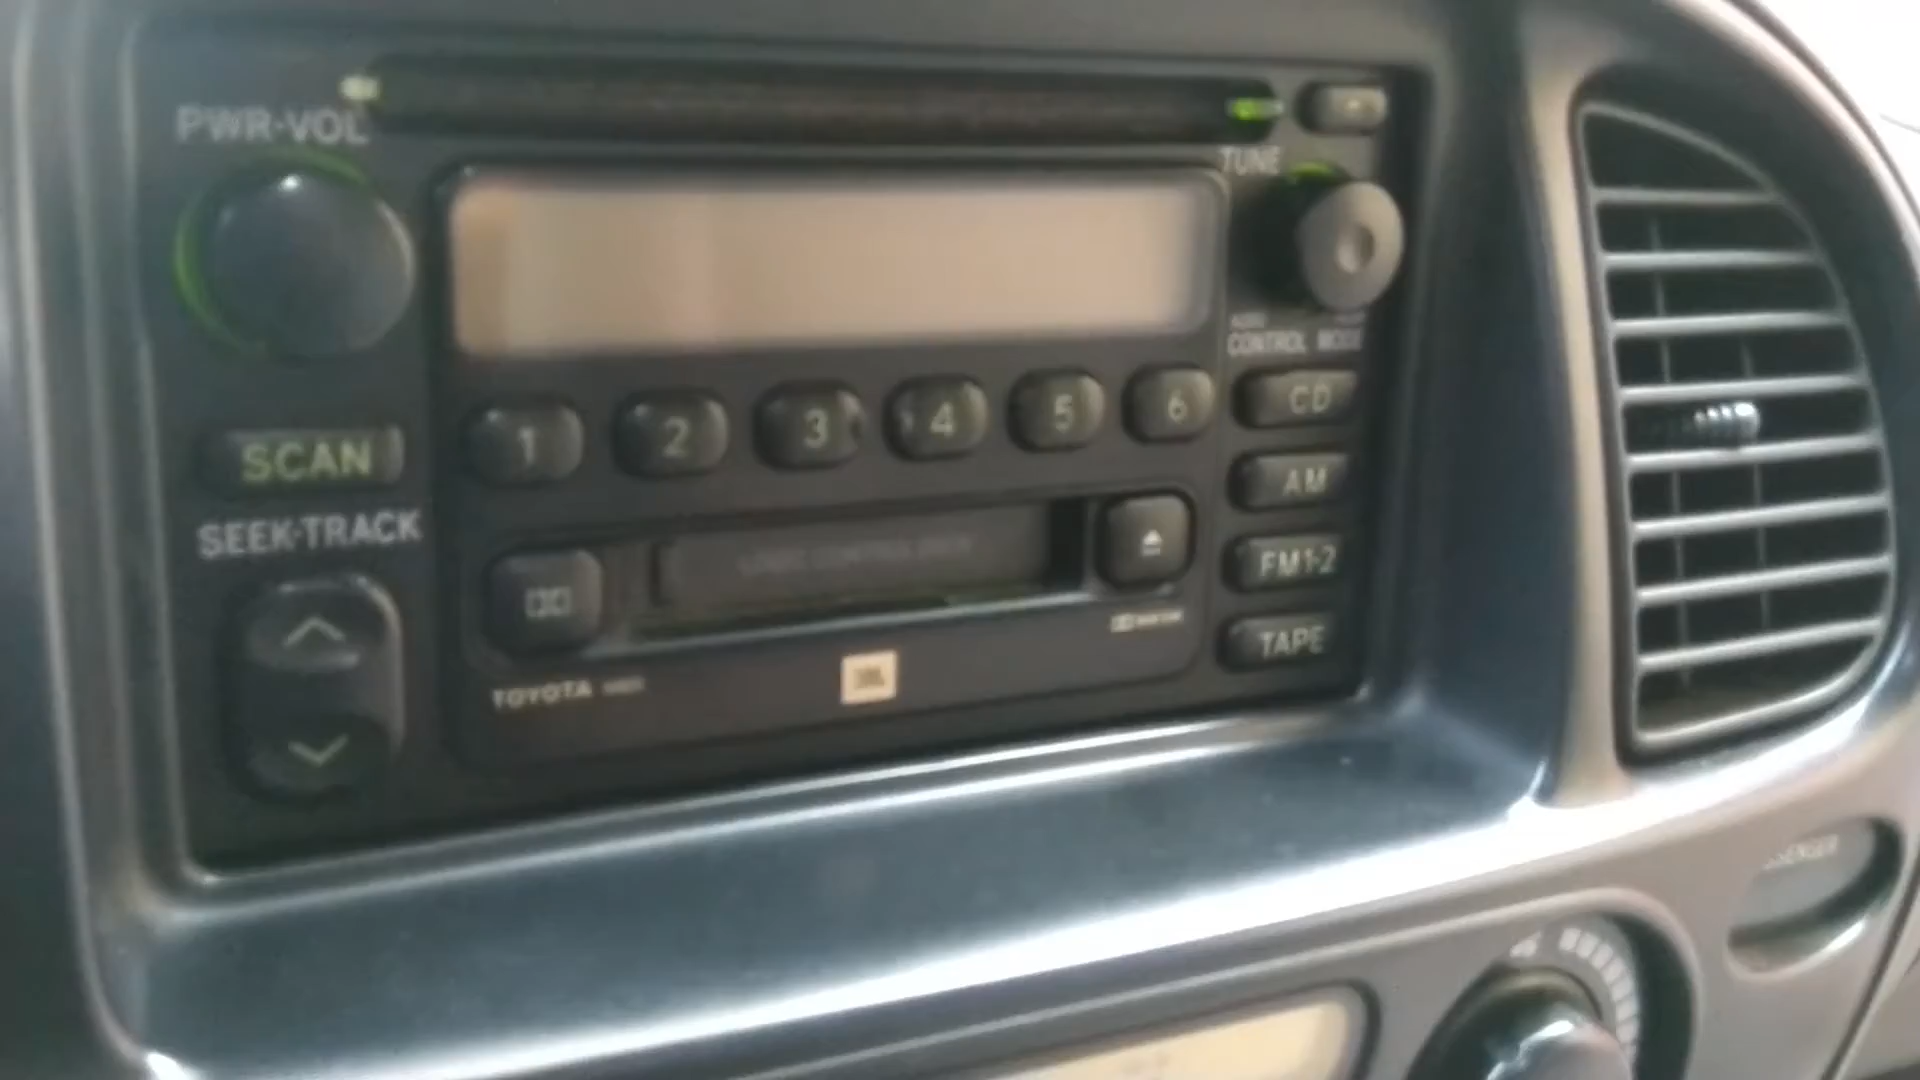 PWR·VOL
TUNE
CONTROL MODE
1 2 3 4 5 6
CD
SCAN
AM
SEEK·TRACK
FM1·2
TAPE
TOYOTA
JBL